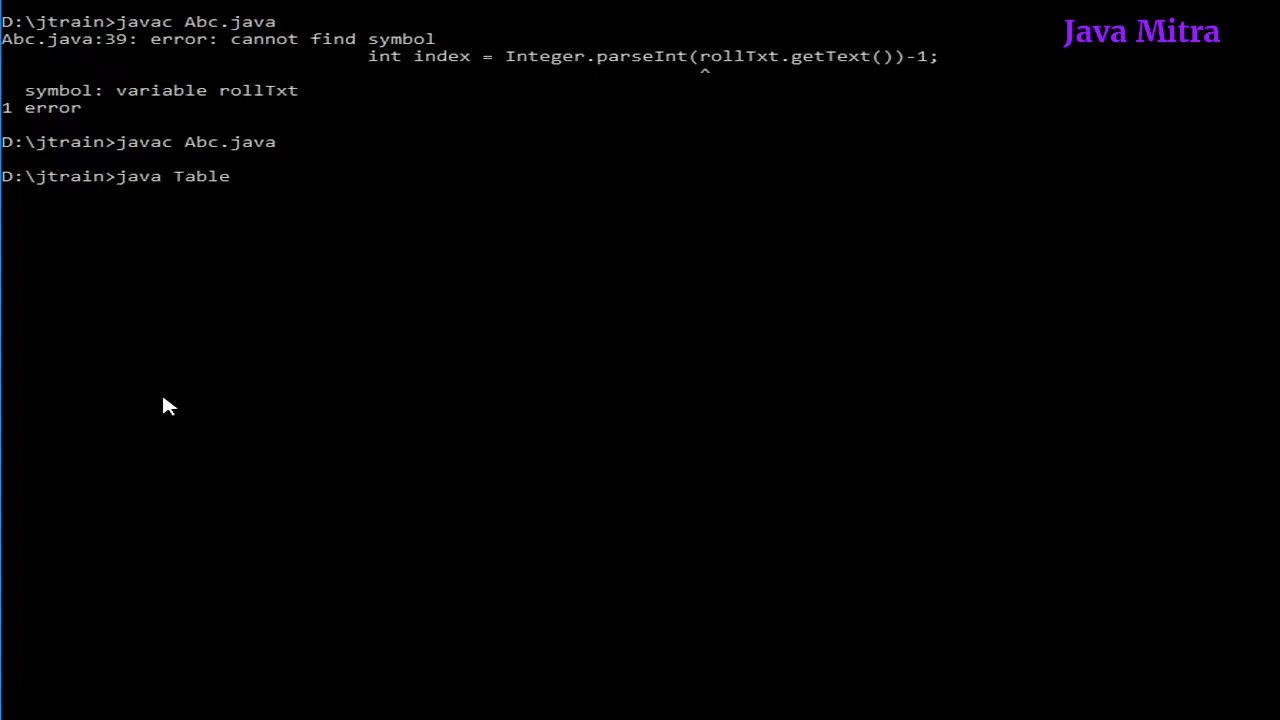 D:\jtrain>javac Abc.java
Java Mitra
Abc.java:39: error: cannot find symbol
int index = Integer.parseInt(rollTxt.getText())-1;
^
symbol: variable rollTxt
1 error
D:\jtrain>javac Abc.java
D:\jtrain>java Table